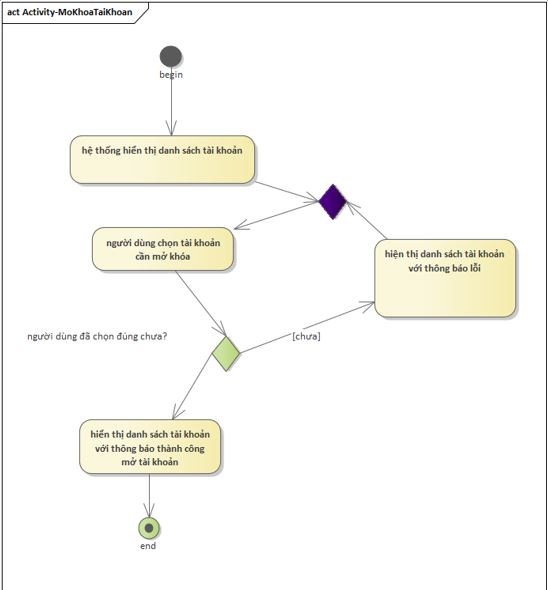 act Activity-MoKhoaTaiKhoan
begin
hệ thống hiển thị danh sách tài khoản
người dùng chọn tài khoản
cần mở khóa
hiện thị danh sách tài khoản
với thông báo lỗi
người dùng đã chọn đúng chưa?
[chưa]
hiển thị danh sách tài khoản
với thông báo thành công
mở tài khoản
end